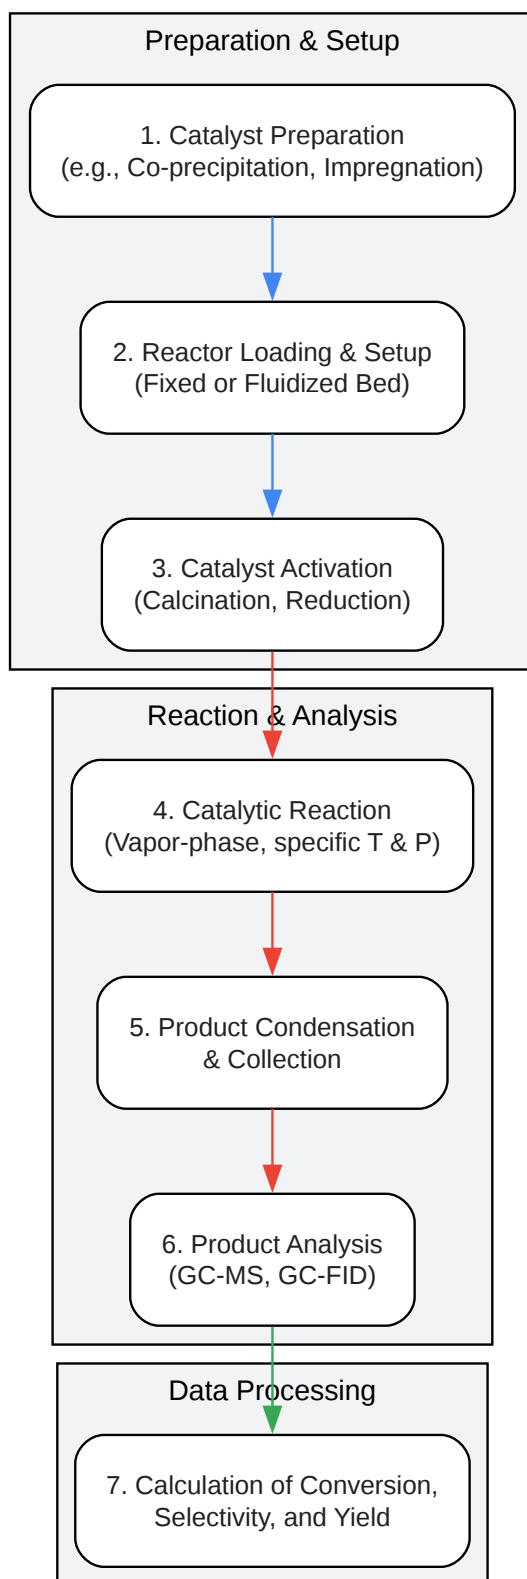 Preparation & Setup
1. Catalyst Preparation
(e.g., Co-precipitation, Impregnation)
2. Reactor Loading & Setup
(Fixed or Fluidized Bed)
3. Catalyst Activation
(Calcination, Reduction)
Reaction & Analysis
4. Catalytic Reaction
(Vapor-phase, specific T & P)
5. Product Condensation
& Collection
6. Product Analysis
(GC-MS, GC-FID)
Data Processing
7. Calculation of Conversion,
Selectivity, and Yield